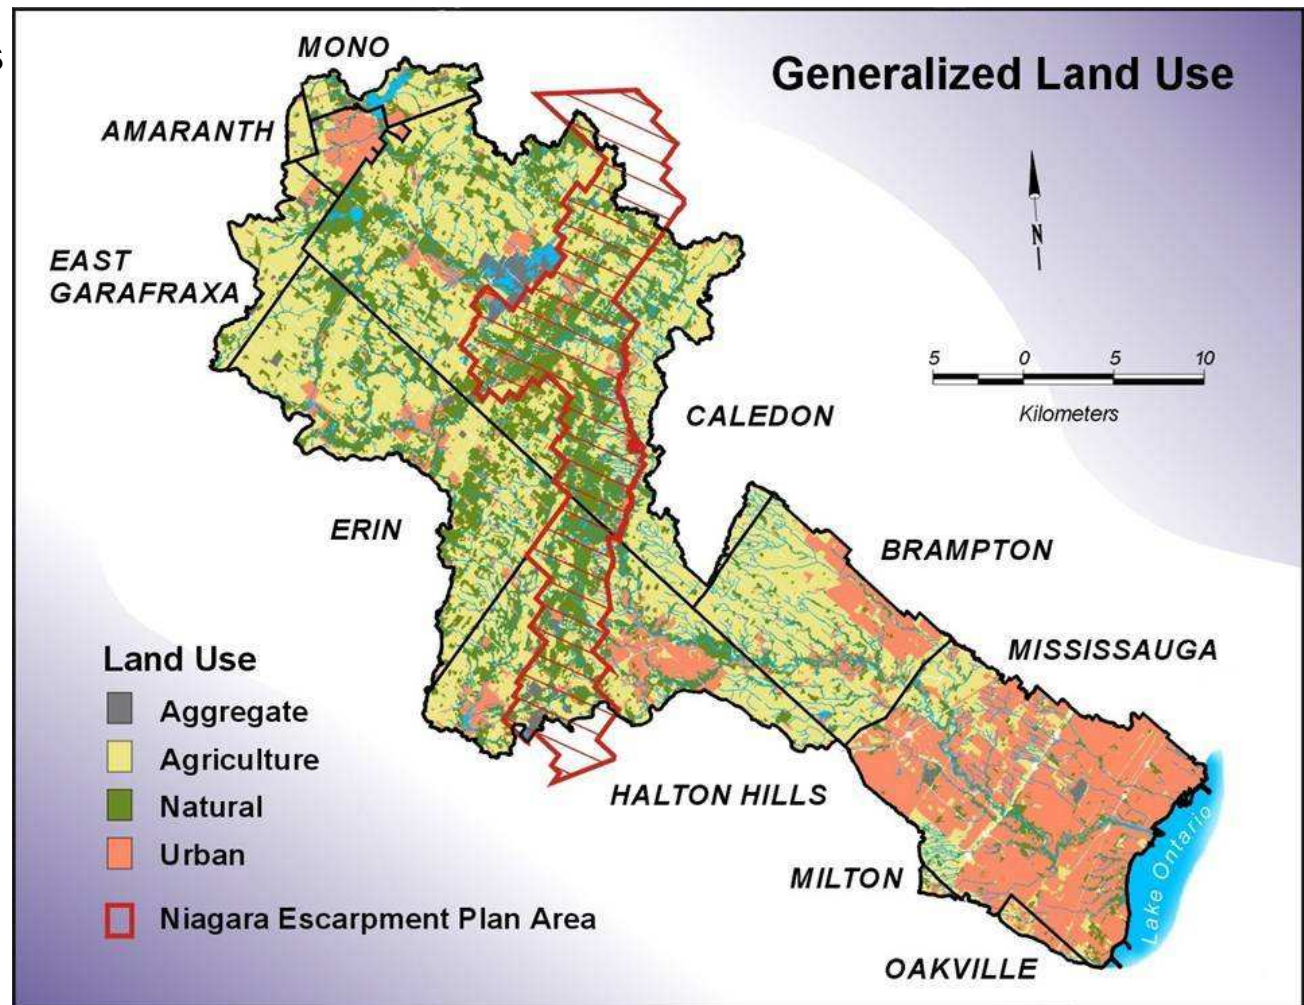 s
Generalized Land Use
MONO
AMARANTH
EAST
GARAFRAXA
N
5 0 5 10
Kilometers
CALEDON
ERIN
BRAMPTON
MISSISSAUGA
Land Use
Aggregate
Agriculture
Natural
Urban
Niagara Escarpment Plan Area
HALTON HILLS
MILTON
OAKVILLE
Lake Ontario